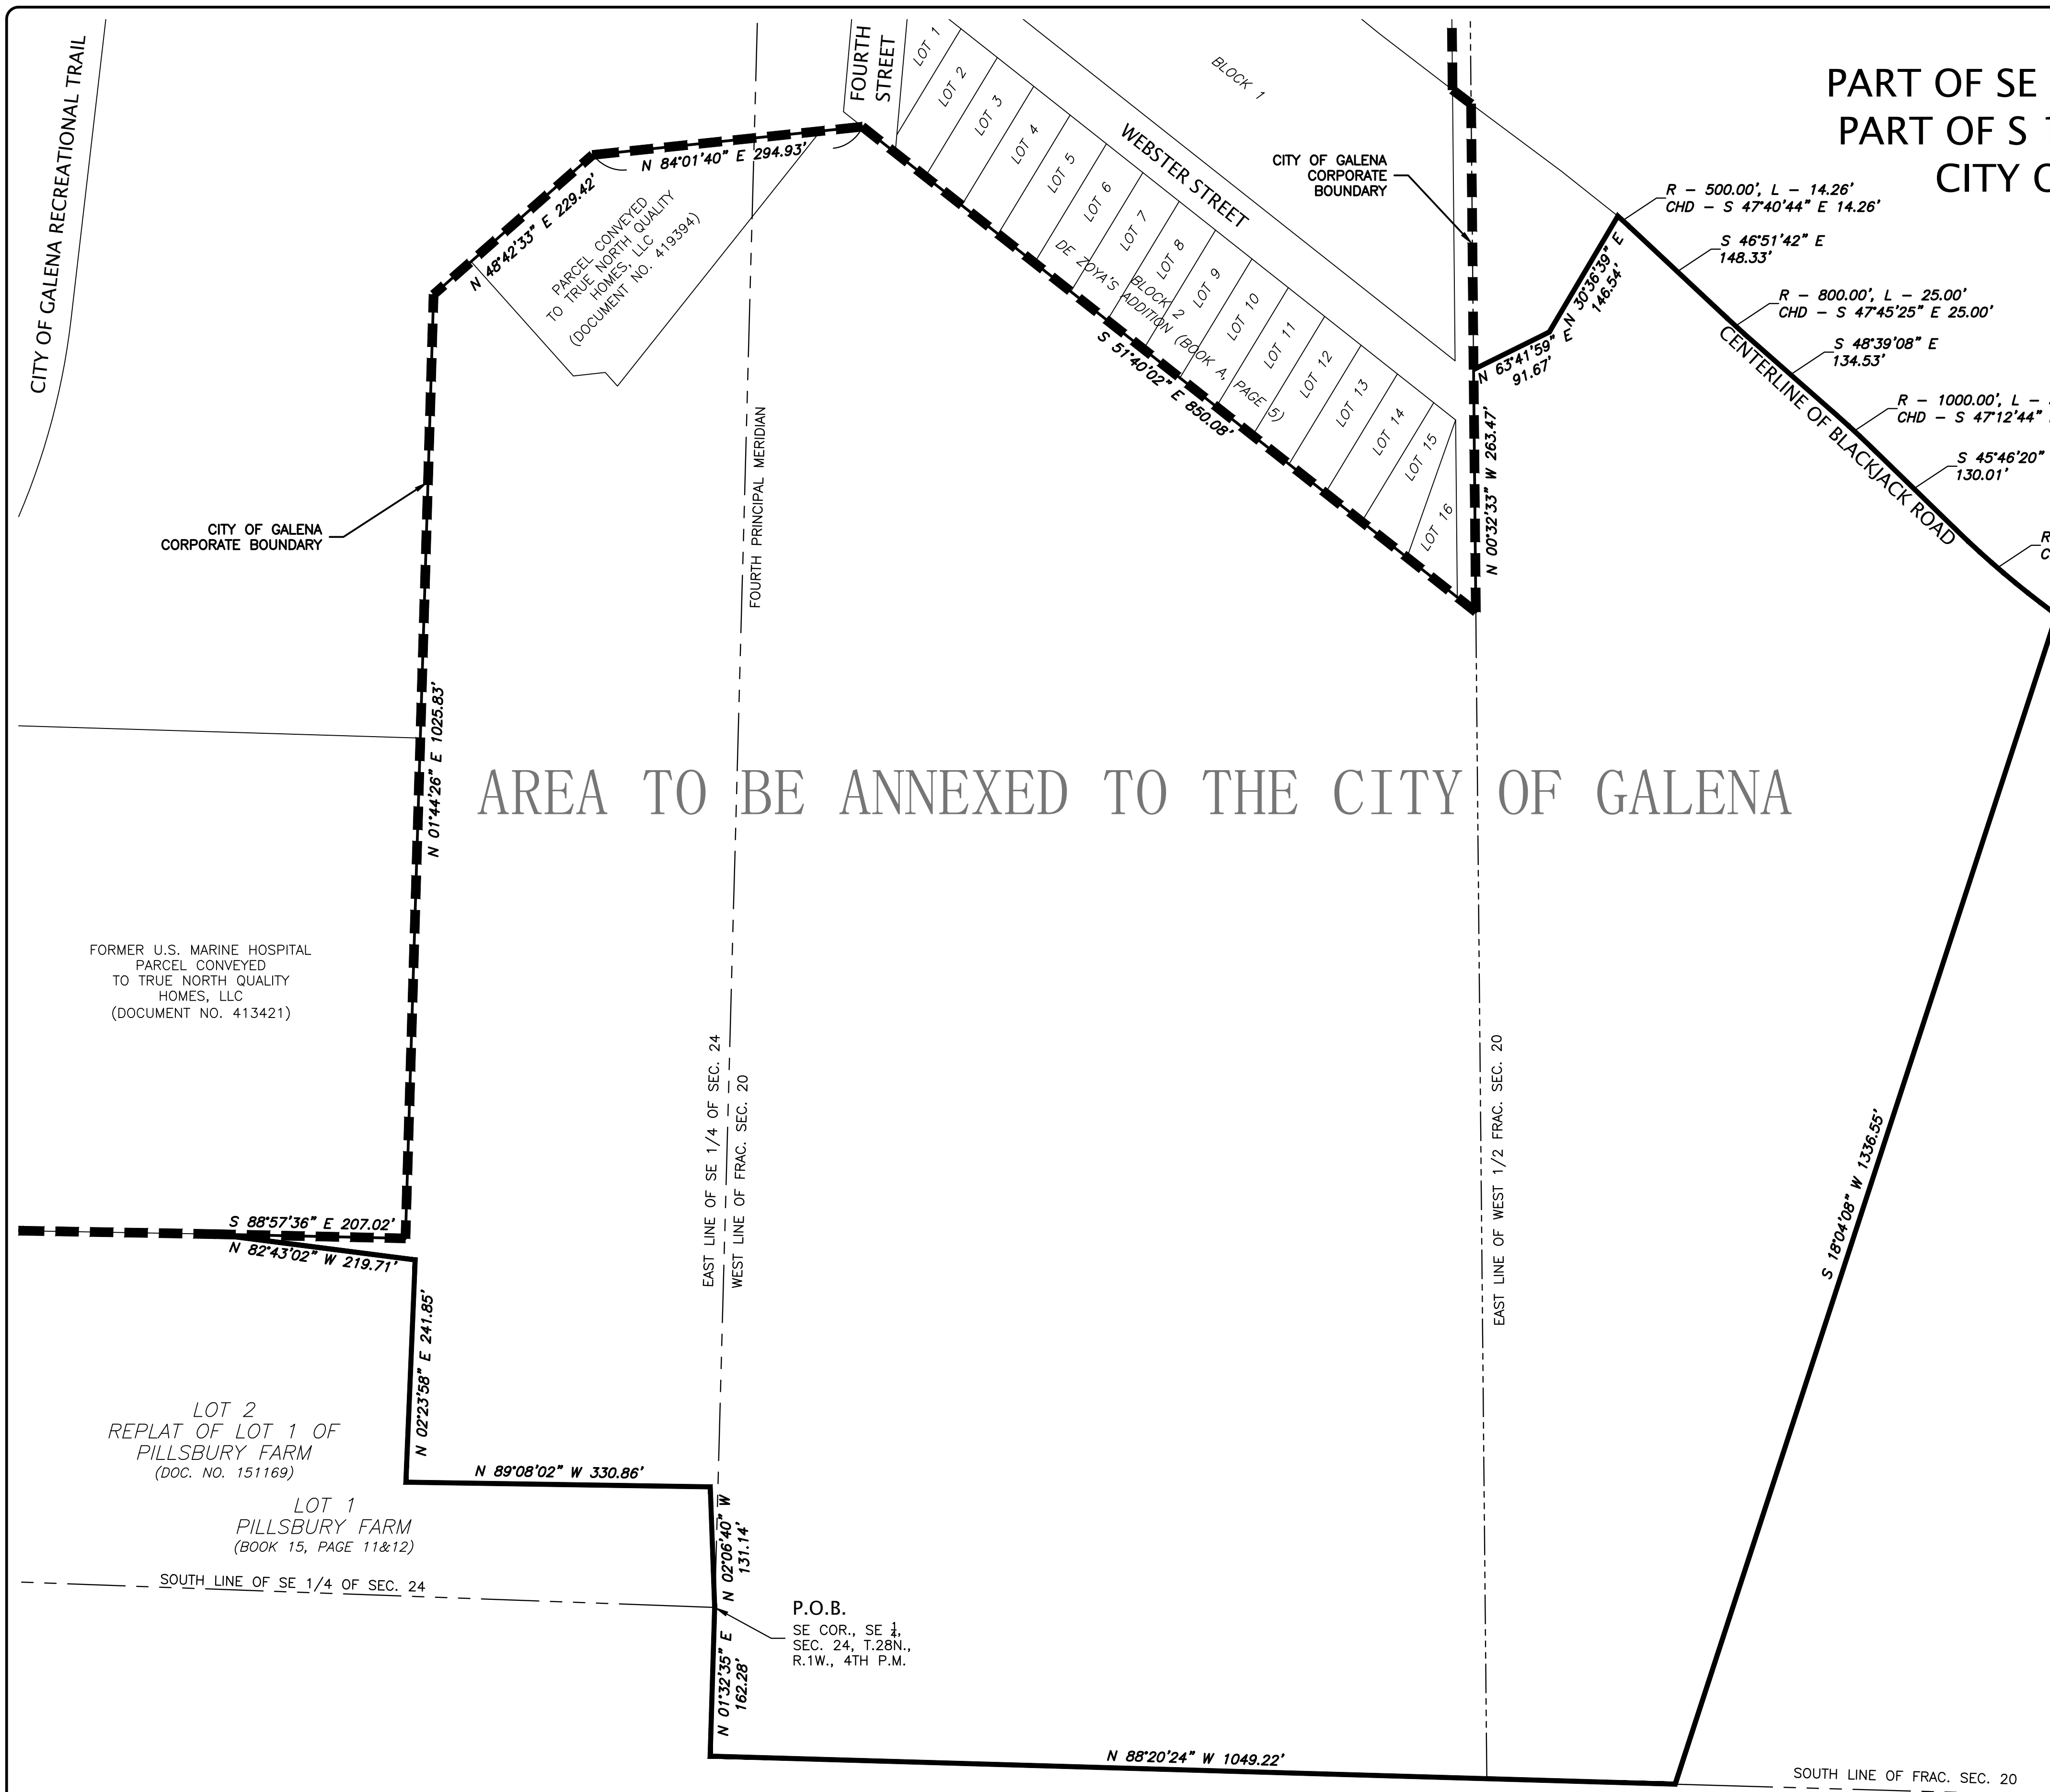 CITY OF GALENA RECREATIONAL TRAIL
FOURTH
STREET
LOT 1
LOT 2
LOT 3
LOT 4
LOT 5
LOT 6
LOT 7
LOT 8
LOT 9
LOT 10
LOT 11
LOT 12
LOT 13
LOT 14
LOT 15
LOT 16
BLOCK 1
WEBSTER STREET
BLOCK 2
DE ZOYA'S ADDITION (BOOK A, PAGE 5)
PART OF SE
PART OF S
CITY O
CITY OF GALENA
CORPORATE
BOUNDARY
R – 500.00', L – 14.26'
CHD – S 47°40'44" E 14.26'
S 46°51'42" E
148.33'
R – 800.00', L – 25.00'
CHD – S 47°45'25" E 25.00'
S 48°39'08" E
134.53'
R – 1000.00', L –
CHD – S 47°12'44"
S 45°46'20"
130.01'
R
C
CENTERLINE OF BLACKJACK ROAD
N 30°36'39" E
146.54'
N 63°41'59" E
91.67'
N 00°32'33" W 263.47'
S 51°40'02" E 850.08'
N 84°01'40" E 294.93'
N 48°42'33" E 229.42'
PARCEL CONVEYED
TO TRUE NORTH QUALITY
HOMES, LLC
(DOCUMENT NO. 419394)
FOURTH PRINCIPAL MERIDIAN
CITY OF GALENA
CORPORATE BOUNDARY
N 01°44'26" E 1025.83'
AREA TO BE ANNEXED TO THE CITY OF GALENA
FORMER U.S. MARINE HOSPITAL
PARCEL CONVEYED
TO TRUE NORTH QUALITY
HOMES, LLC
(DOCUMENT NO. 413421)
EAST LINE OF SE 1/4 OF SEC. 24
WEST LINE OF FRAC. SEC. 20
EAST LINE OF WEST 1/2 FRAC. SEC. 20
S 18°04'08" W 1336.55'
S 88°57'36" E 207.02'
N 82°43'02" W 219.71'
N 02°23'58" E 241.85'
LOT 2
REPLAT OF LOT 1 OF
PILLSBURY FARM
(DOC. NO. 151169)
N 89°08'02" W 330.86'
LOT 1
PILLSBURY FARM
(BOOK 15, PAGE 11&12)
N 02°06'40" W
131.14'
SOUTH LINE OF SE 1/4 OF SEC. 24
P.O.B.
SE COR., SE 1/4,
SEC. 24, T.28N.,
R.1W., 4TH P.M.
N 01°32'35" E
162.28'
N 88°20'24" W 1049.22'
SOUTH LINE OF FRAC. SEC. 20